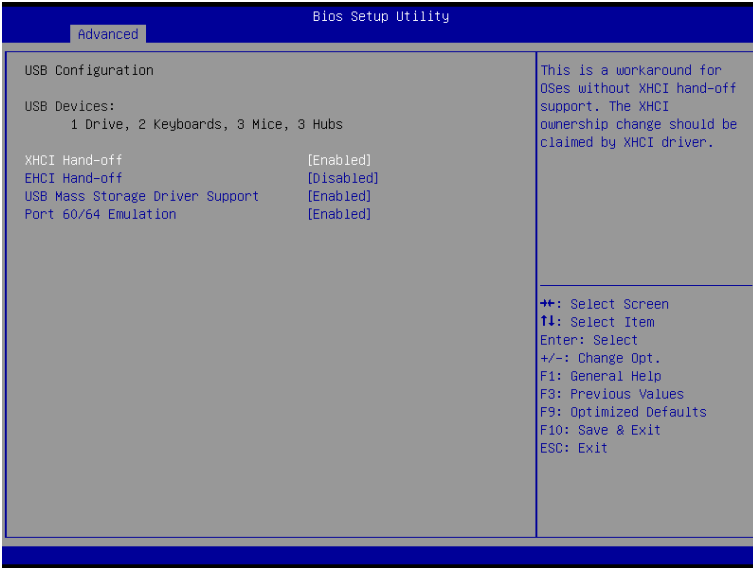 Bios Setup Utility
Advanced
USB Configuration
USB Devices:
1 Drive, 2 Keyboards, 3 Mice, 3 Hubs
XHCI Hand-off [Enabled]
EHCI Hand-off [Disabled]
USB Mass Storage Driver Support [Enabled]
Port 60/64 Emulation [Enabled]
This is a workaround for
OSes without XHCI hand-off
support. The XHCI
ownership change should be
claimed by XHCI driver.
→←: Select Screen
↑↓: Select Item
Enter: Select
+/-: Change Opt.
F1: General Help
F3: Previous Values
F9: Optimized Defaults
F10: Save & Exit
ESC: Exit